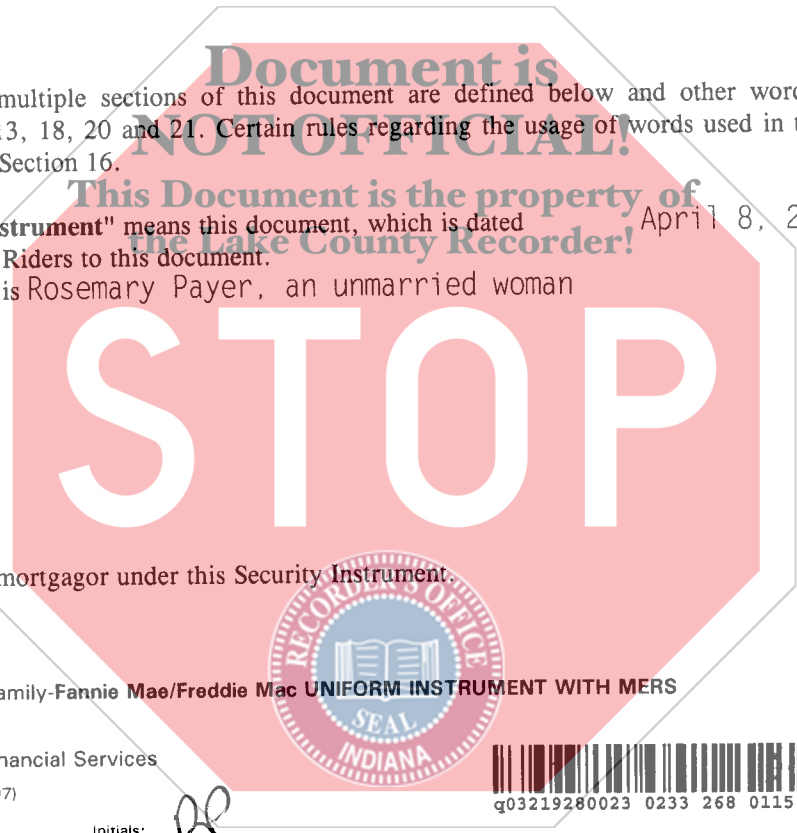 Document is
multiple sections of this document are defined below and other
13, 18, 20 and 21. Certain rules regarding the usage of words used in
NOT OFFICIAL!
Section 16.
This Document is the property of
"strument" means this document, which is dated April 8, 2
the Lake County Recorder!
Riders to this document.
is Rosemary Payer, an unmarried woman
STOP
mortgagor under this Security Instrument.
RECORDER'S OFFICE
amily-Fannie Mae/Freddie Mac UNIFORM INSTRUMENT WITH MERS
SEAL
INDIANA
nancial Services
7)
q03219280023 0233 268 0115
Initials: